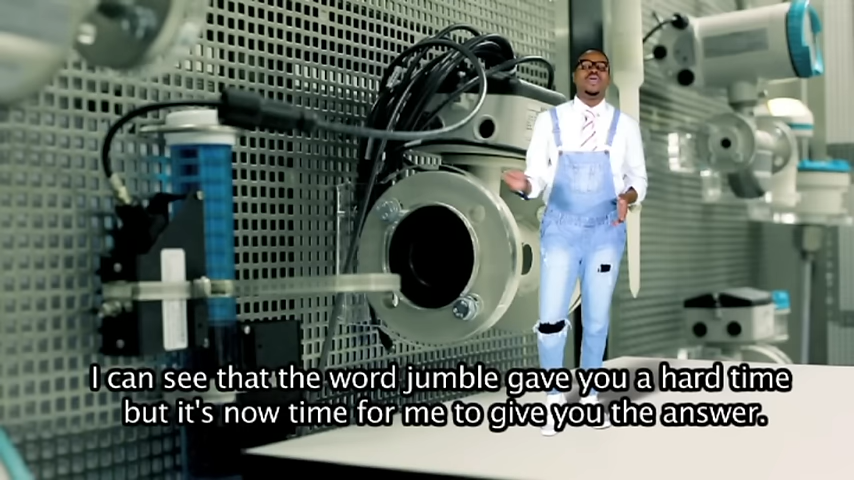 I can see that the word jumble gave you a hard time
but it's now time for me to give you the answer.